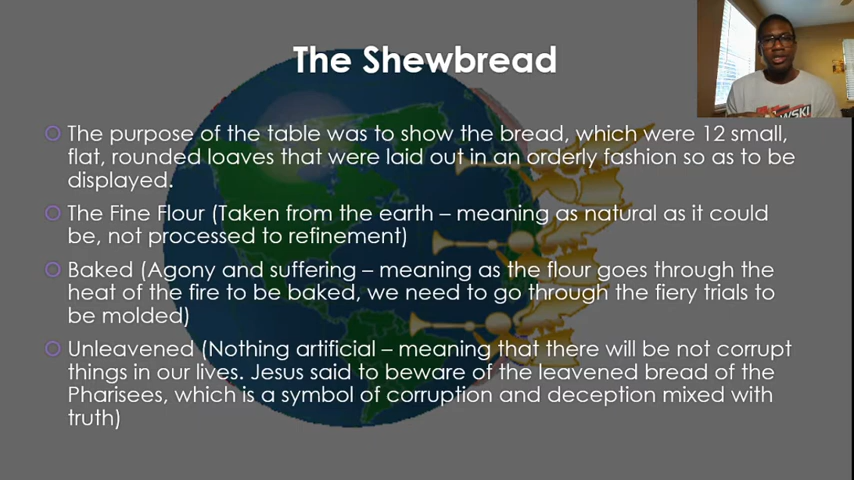 The Shewbread
The purpose of the table was to show the bread, which were 12 small,
flat, rounded loaves that were laid out in an orderly fashion so as to be
displayed.
The Fine Flour (Taken from the earth – meaning as natural as it could
be, not processed to refinement)
Baked (Agony and suffering – meaning as the flour goes through the
heat of the fire to be baked, we need to go through the fiery trials to
be molded)
Unleavened (Nothing artificial – meaning that there will be not corrupt
things in our lives. Jesus said to beware of the leavened bread of the
Pharisees, which is a symbol of corruption and deception mixed with
truth)